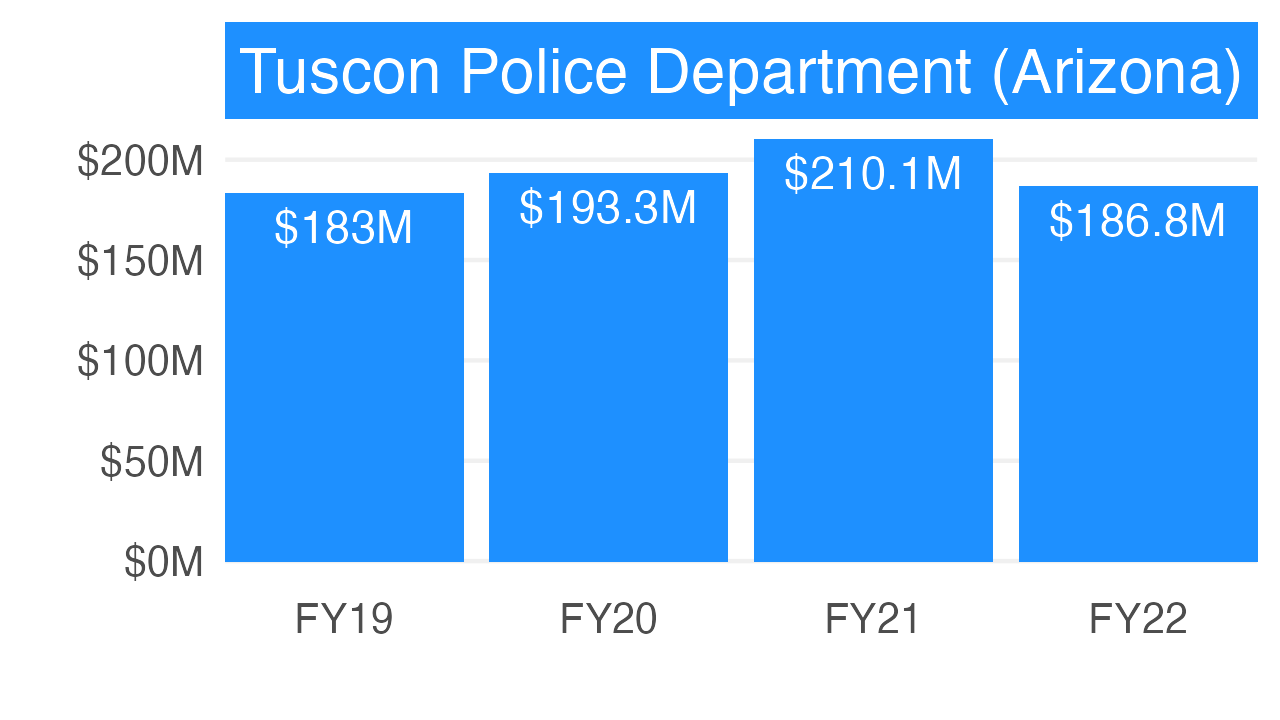 Tuscon Police Department (Arizona)
$200M
$150M
$100M
$50M
$0M
$183M
$193.3M
$210.1M
$186.8M
FY19
FY20
FY21
FY22